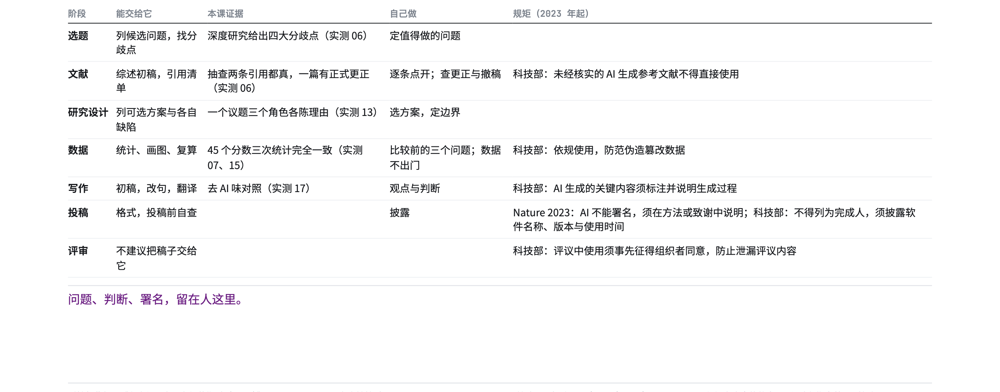 阶段 能交给它 本课证据 自己做 规矩（2023 年起）
选题 列候选问题，找分 深度研究给出四大分歧点（实测 06） 定值得做的问题
歧点
文献 综述初稿，引用清 抽查两条引用都真，一篇有正式更正 逐条点开；查更正与撤稿 科技部：未经核实的 AI 生成参考文献不得直接使用
单 （实测 06）
研究设计 列可选方案与各自 一个议题三个角色各陈理由（实测 13） 选方案，定边界
缺陷
数据 统计、画图、复算 45 个分数三次统计完全一致（实测 比较前的三个问题；数据 科技部：依规使用，防范伪造篡改数据
07、15） 不出门
写作 初稿，改句，翻译 去 AI 味对照（实测 17） 观点与判断 科技部：AI 生成的关键内容须标注并说明生成过程
投稿 格式，投稿前自查 披露 Nature 2023：AI 不能署名，须在方法或致谢中说明；科技部：不得列为完成人，须披露软
件名称、版本与使用时间
评审 不建议把稿子交给 科技部：评议中使用须事先征得组织者同意，防止泄漏评议内容
它
问题、判断、署名，留在人这里。